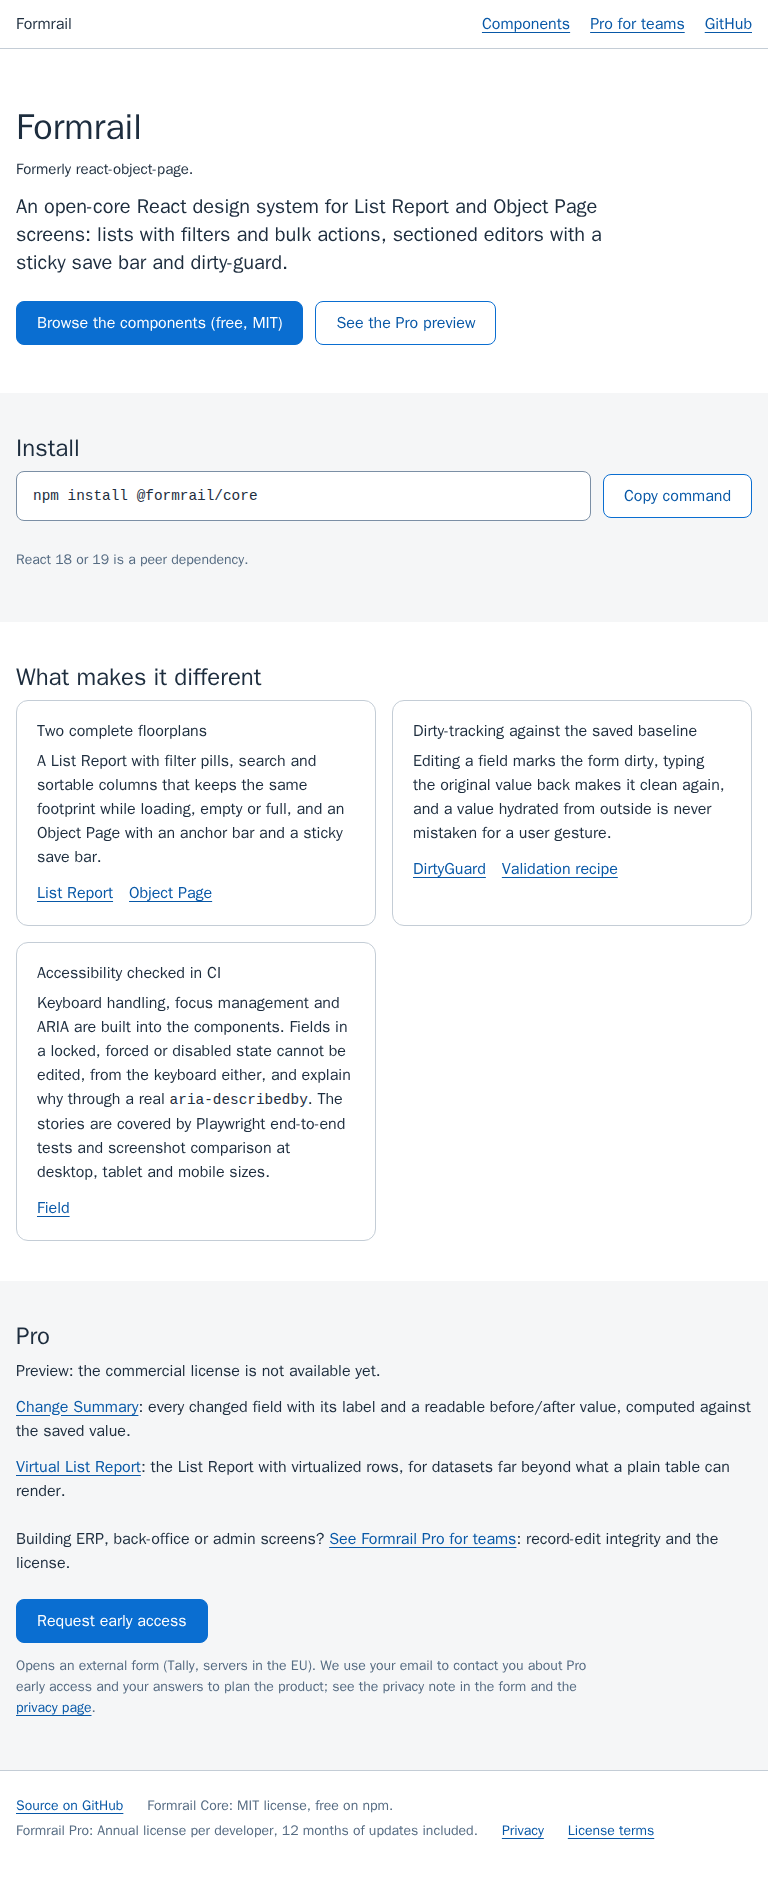 Formrail
Components Pro for teams GitHub
Formrail
Formerly react-object-page.
An open-core React design system for List Report and Object Page
screens: lists with filters and bulk actions, sectioned editors with a
sticky save bar and dirty-guard.
Browse the components (free, MIT) See the Pro preview
Install
npm install @formrail/core
Copy command
React 18 or 19 is a peer dependency.
What makes it different
Two complete floorplans
A List Report with filter pills, search and
sortable columns that keeps the same
footprint while loading, empty or full, and an
Object Page with an anchor bar and a sticky
save bar.
List Report Object Page
Dirty-tracking against the saved baseline
Editing a field marks the form dirty, typing
the original value back makes it clean again,
and a value hydrated from outside is never
mistaken for a user gesture.
DirtyGuard Validation recipe
Accessibility checked in CI
Keyboard handling, focus management and
ARIA are built into the components. Fields in
a locked, forced or disabled state cannot be
edited, from the keyboard either, and explain
why through a real aria-describedby. The
stories are covered by Playwright end-to-end
tests and screenshot comparison at
desktop, tablet and mobile sizes.
Field
Pro
Preview: the commercial license is not available yet.
Change Summary: every changed field with its label and a readable before/after value, computed against
the saved value.
Virtual List Report: the List Report with virtualized rows, for datasets far beyond what a plain table can
render.
Building ERP, back-office or admin screens? See Formrail Pro for teams: record-edit integrity and the
license.
Request early access
Opens an external form (Tally, servers in the EU). We use your email to contact you about Pro
early access and your answers to plan the product; see the privacy note in the form and the
privacy page.
Source on GitHub Formrail Core: MIT license, free on npm.
Formrail Pro: Annual license per developer, 12 months of updates included. Privacy License terms